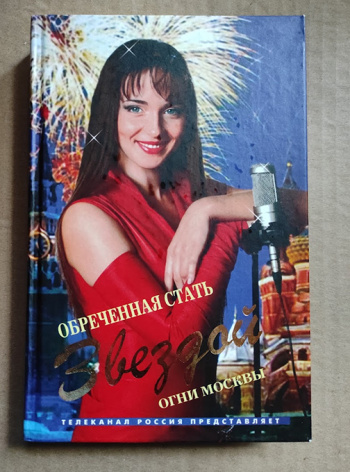 ОБРЕЧЕННАЯ СТАТЬ
Звездой
ОГНИ МОСКВЫ
ТЕЛЕКАНАЛ РОССИЯ ПРЕДСТАВЛЯЕТ